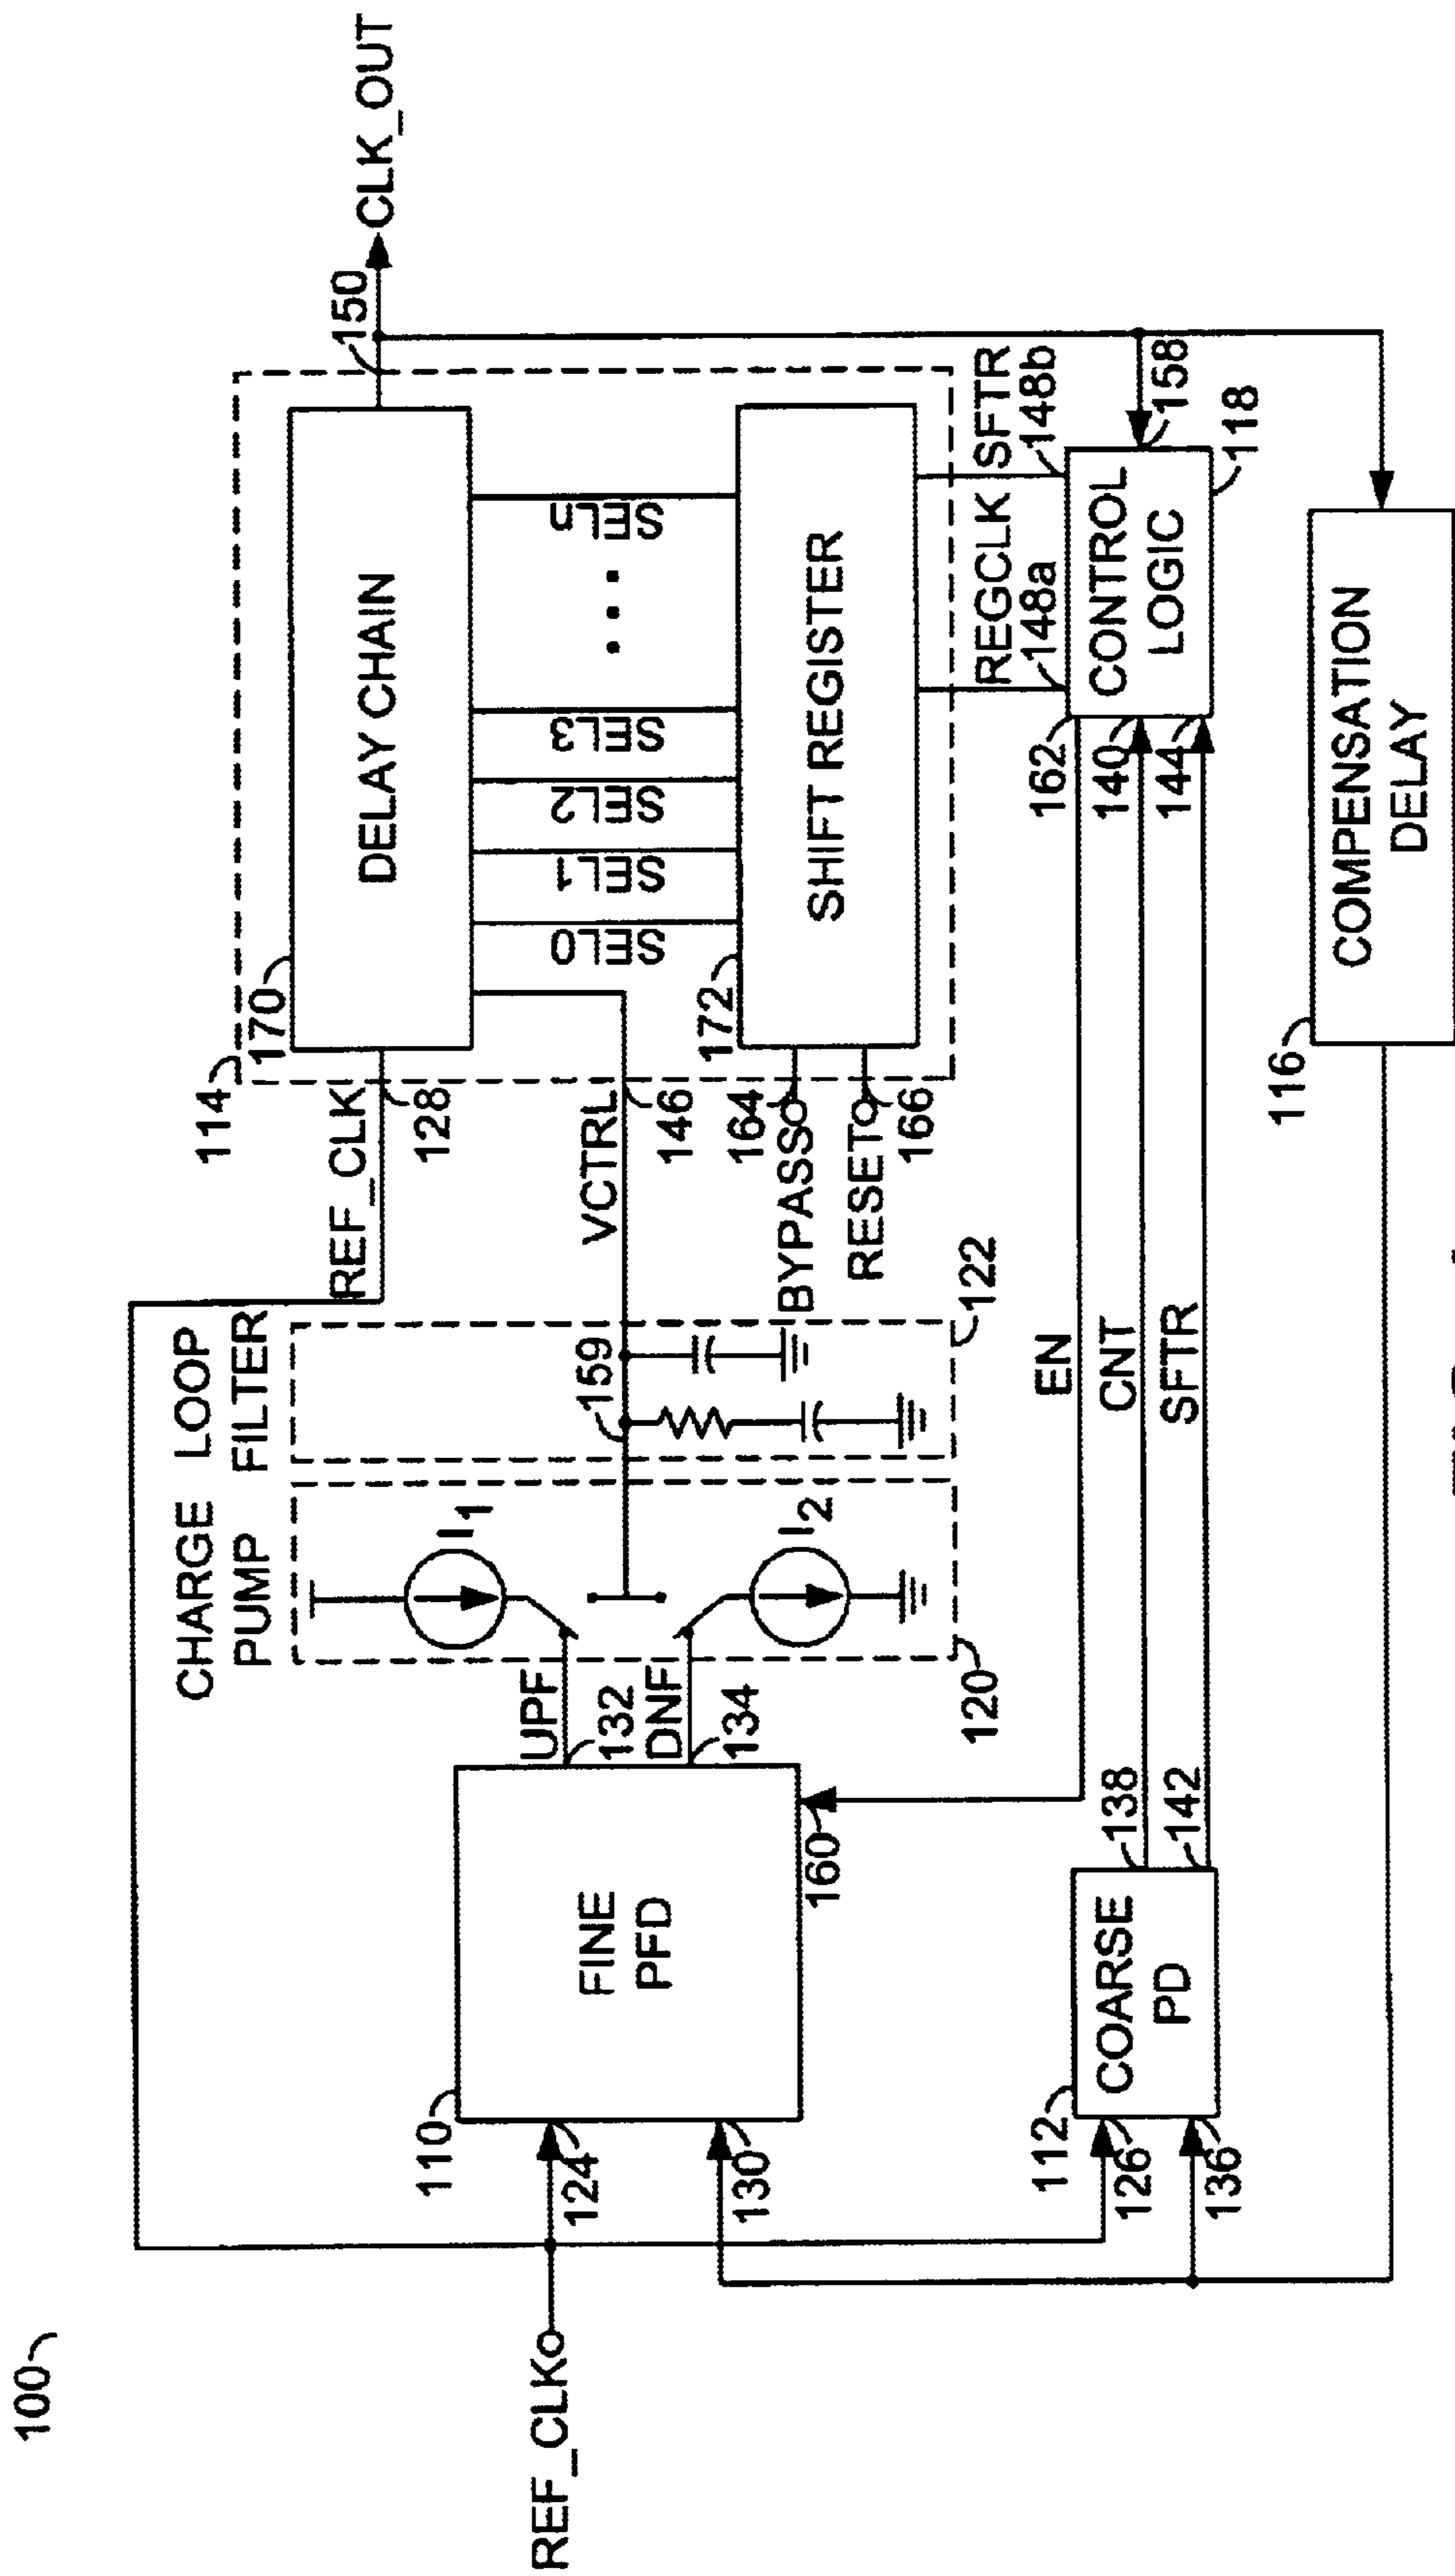 100
CHARGE PUMP
LOOP FILTER
REF_CLK
128
114
170
DELAY CHAIN
150
CLK_OUT
SEL0
SEL1
SEL2
SEL3
SELn
VCTRL
146
159
I1
I2
UPF
132
DNF
134
120
122
110
FINE
PFD
REF_CLK
124
130
160
172
SHIFT REGISTER
164
BYPASS
RESET
166
REGCLK
148a
SFTR
148b
162
140
144
CONTROL
LOGIC
158
118
EN
CNT
SFTR
112
COARSE
PD
126
136
138
142
116
COMPENSATION
DELAY